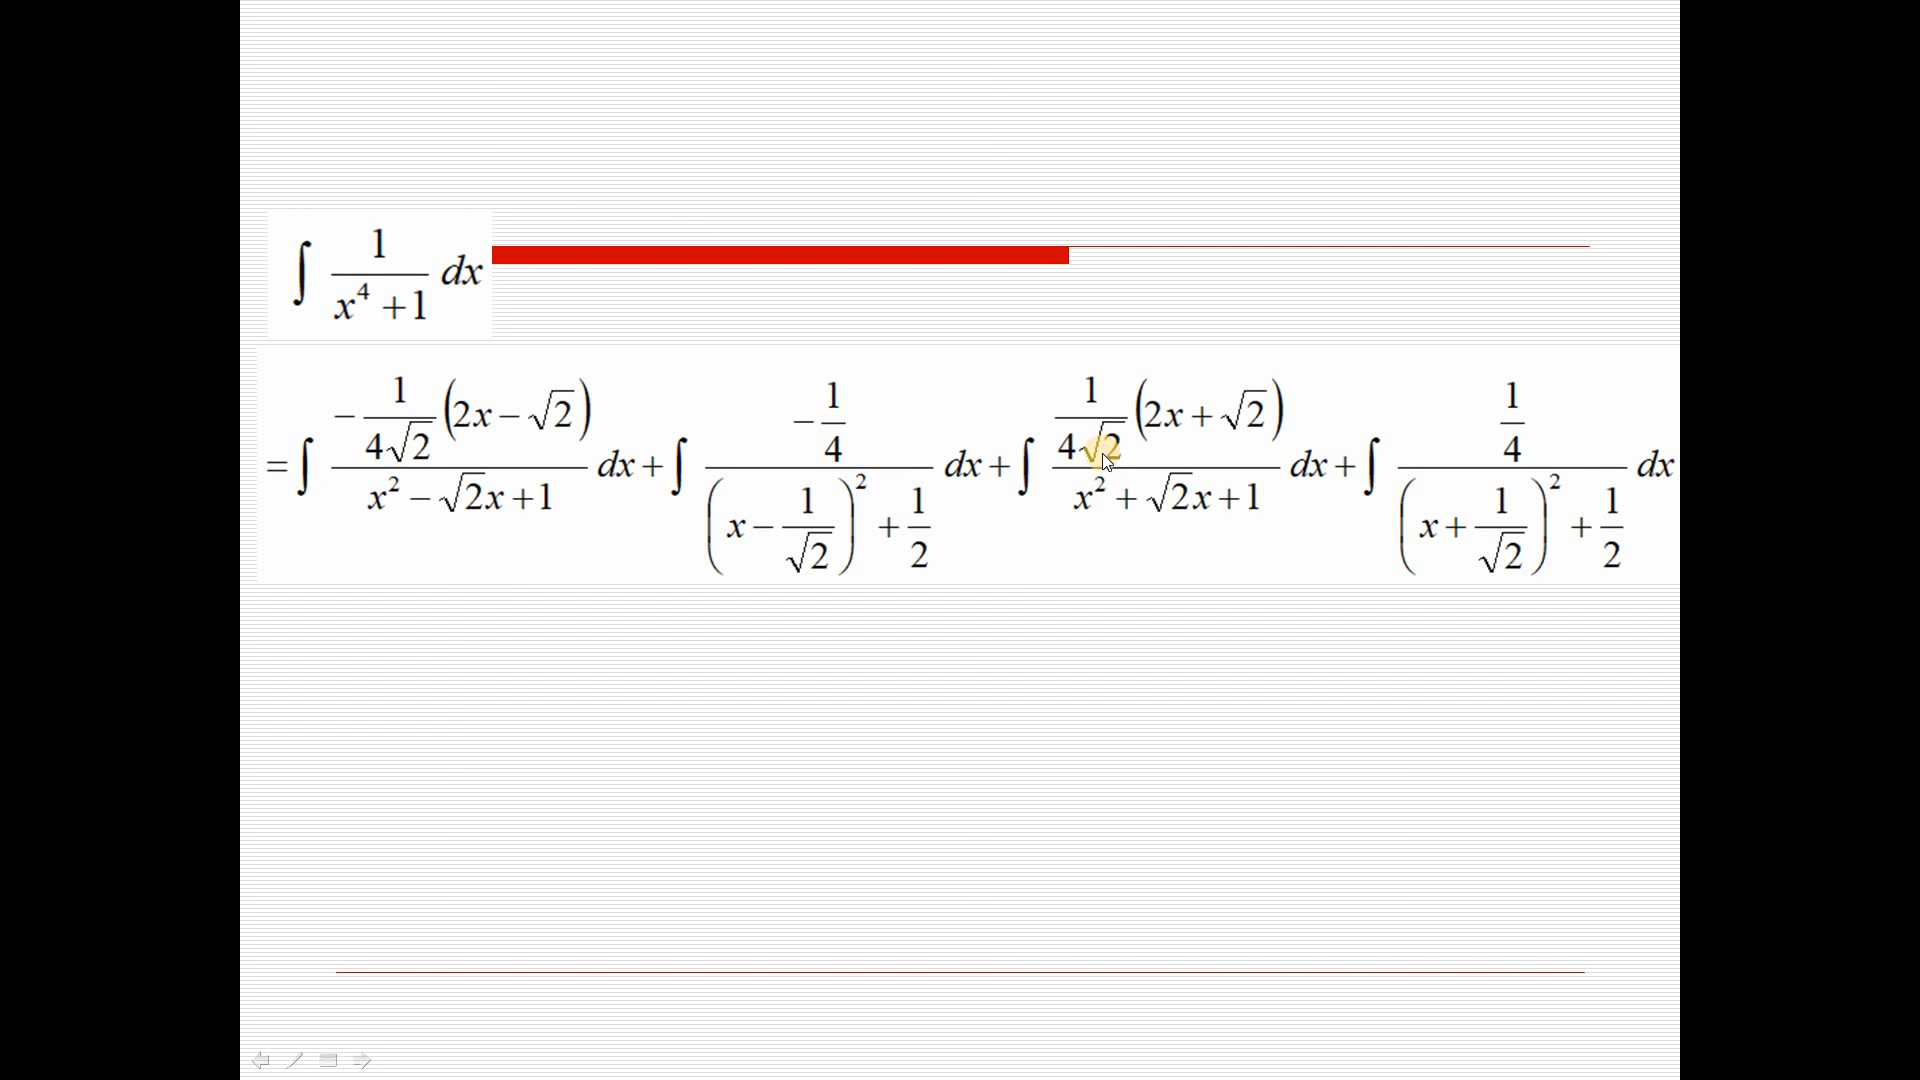 ∫ 1/(x⁴ + 1) dx
= ∫ (−1/(4√2) (2x − √2))/(x² − √2x + 1) dx + ∫ (−1/4)/((x − 1/√2)² + 1/2) dx + ∫ (1/(4√2) (2x + √2))/(x² + √2x + 1) dx + ∫ (1/4)/((x + 1/√2)² + 1/2) dx